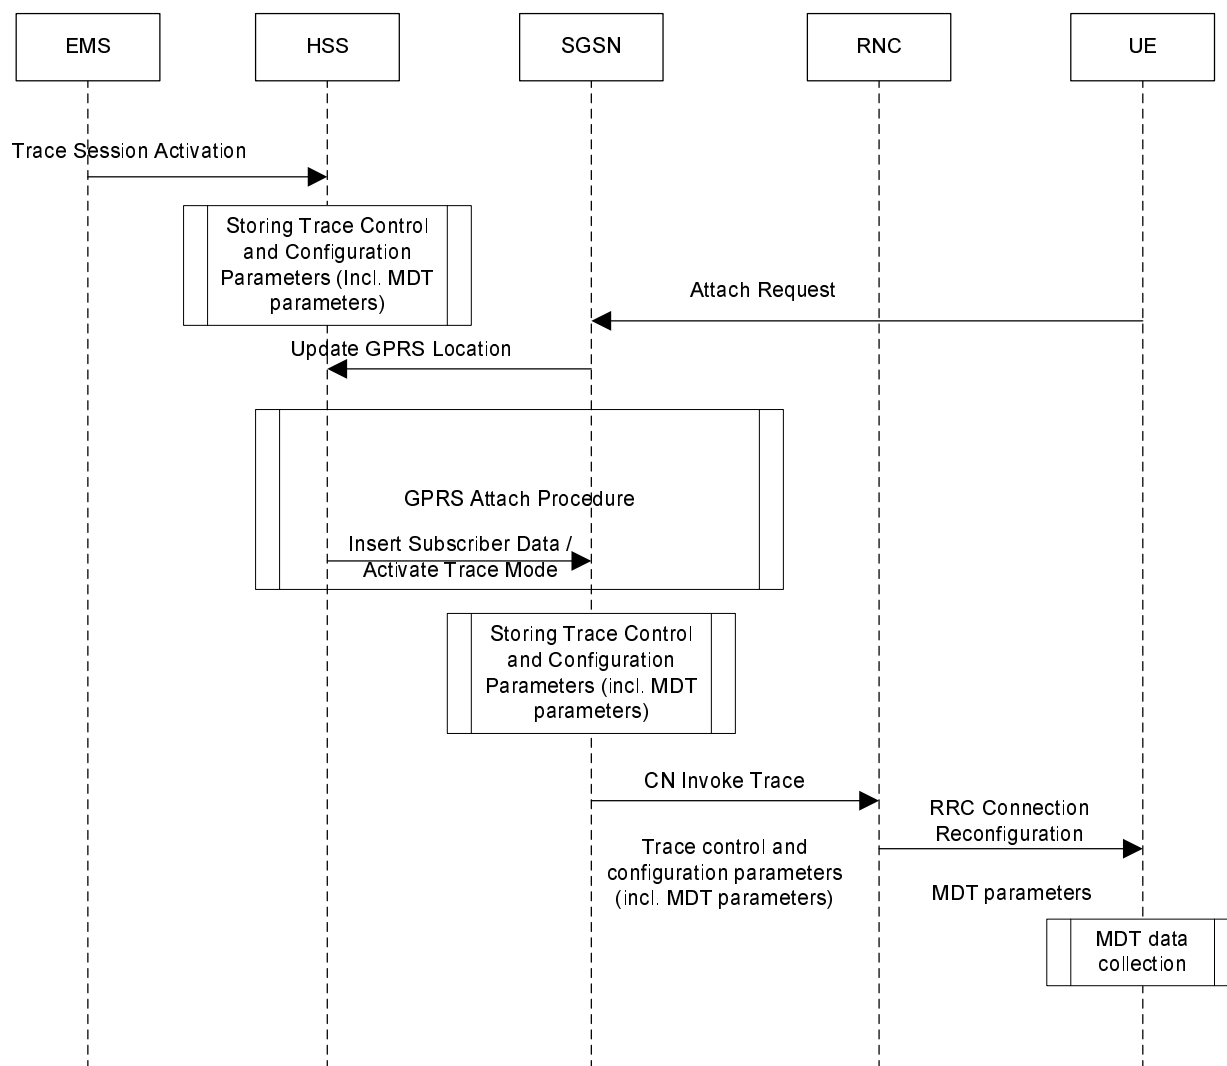 EMS
HSS
SGSN
RNC
UE
Trace Session Activation
Storing Trace Control
and Configuration
Parameters (Incl. MDT
parameters)
Attach Request
Update GPRS Location
GPRS Attach Procedure
Insert Subscriber Data /
Activate Trace Mode
Storing Trace Control
and Configuration
Parameters (incl. MDT
parameters)
CN Invoke Trace
RRC Connection
Reconfiguration
Trace control and
configuration parameters
(incl. MDT parameters)
MDT parameters
MDT data
collection